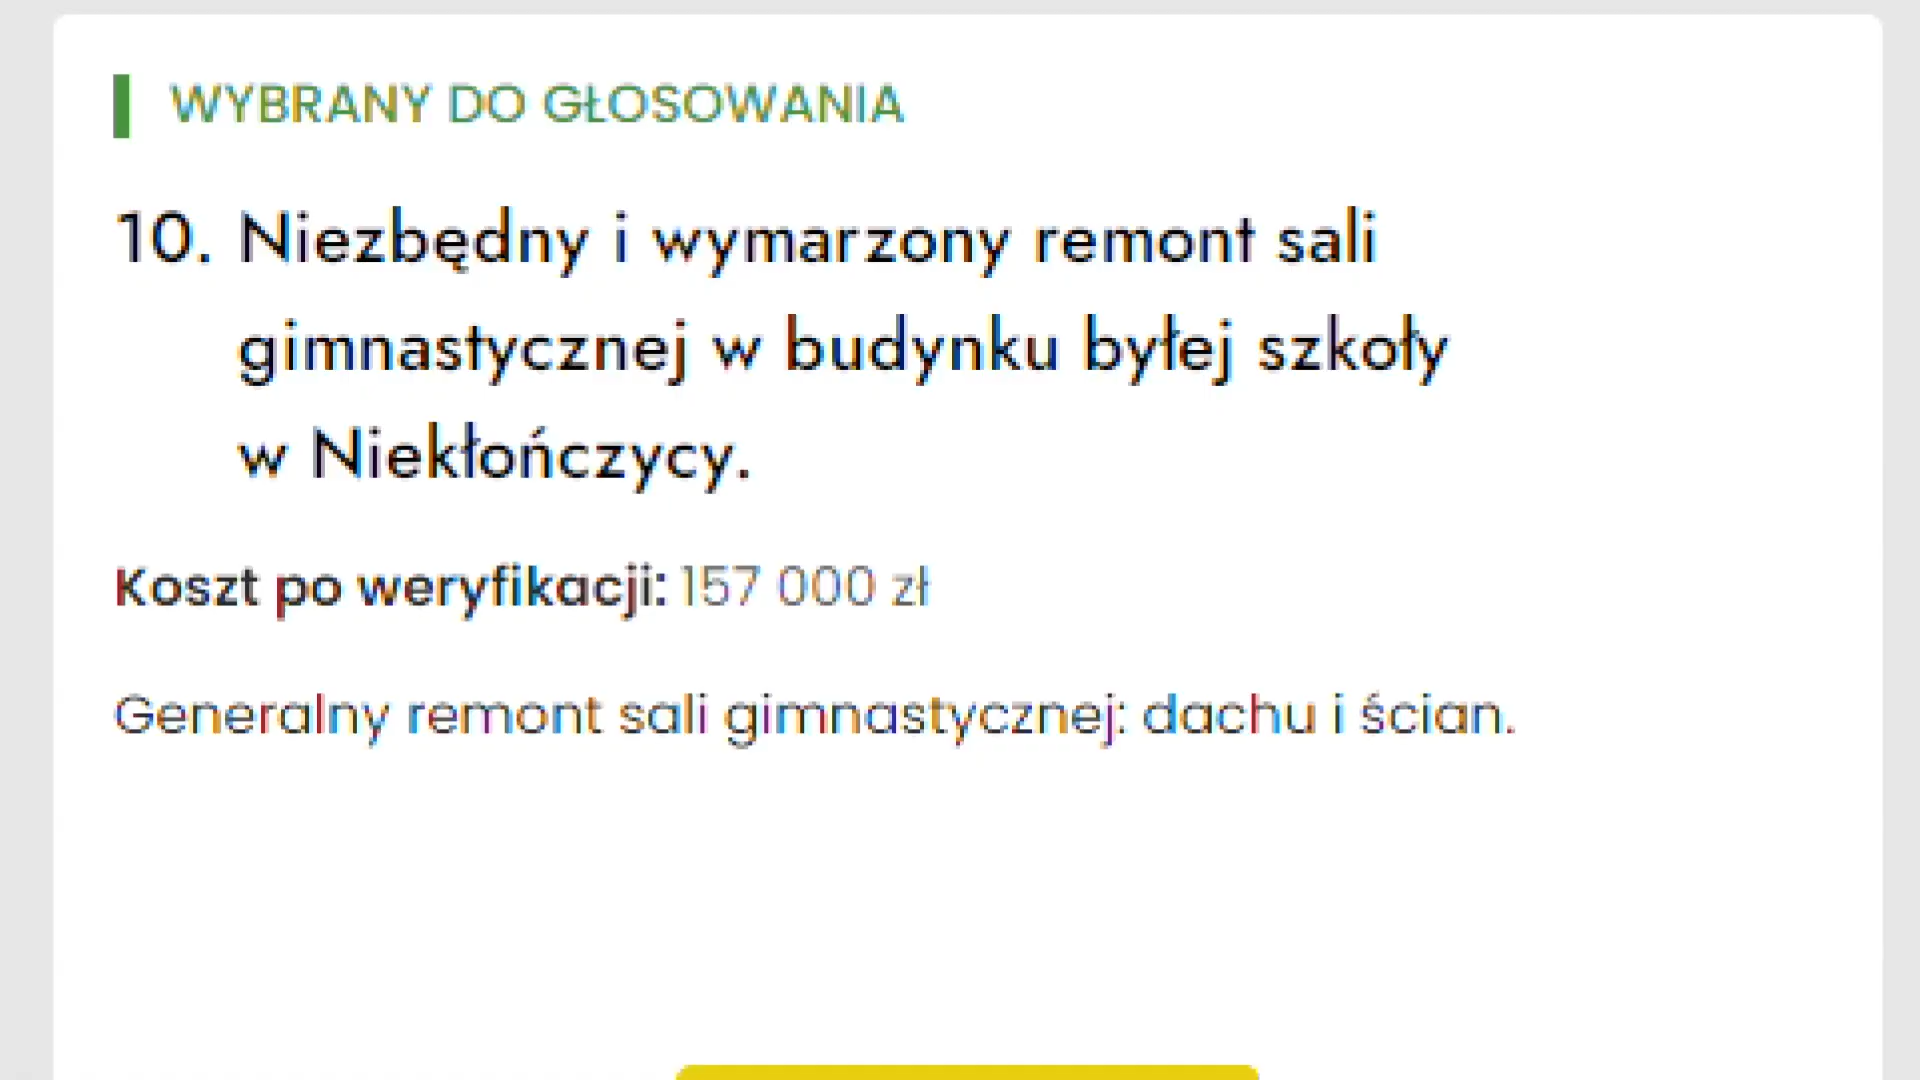 WYBRANY DO GŁOSOWANIA
10. Niezbędny i wymarzony remont sali
gimnastycznej w budynku byłej szkoły
w Niekłończycy.
Koszt po weryfikacji: 157 000 zł
Generalny remont sali gimnastycznej: dachu i ścian.